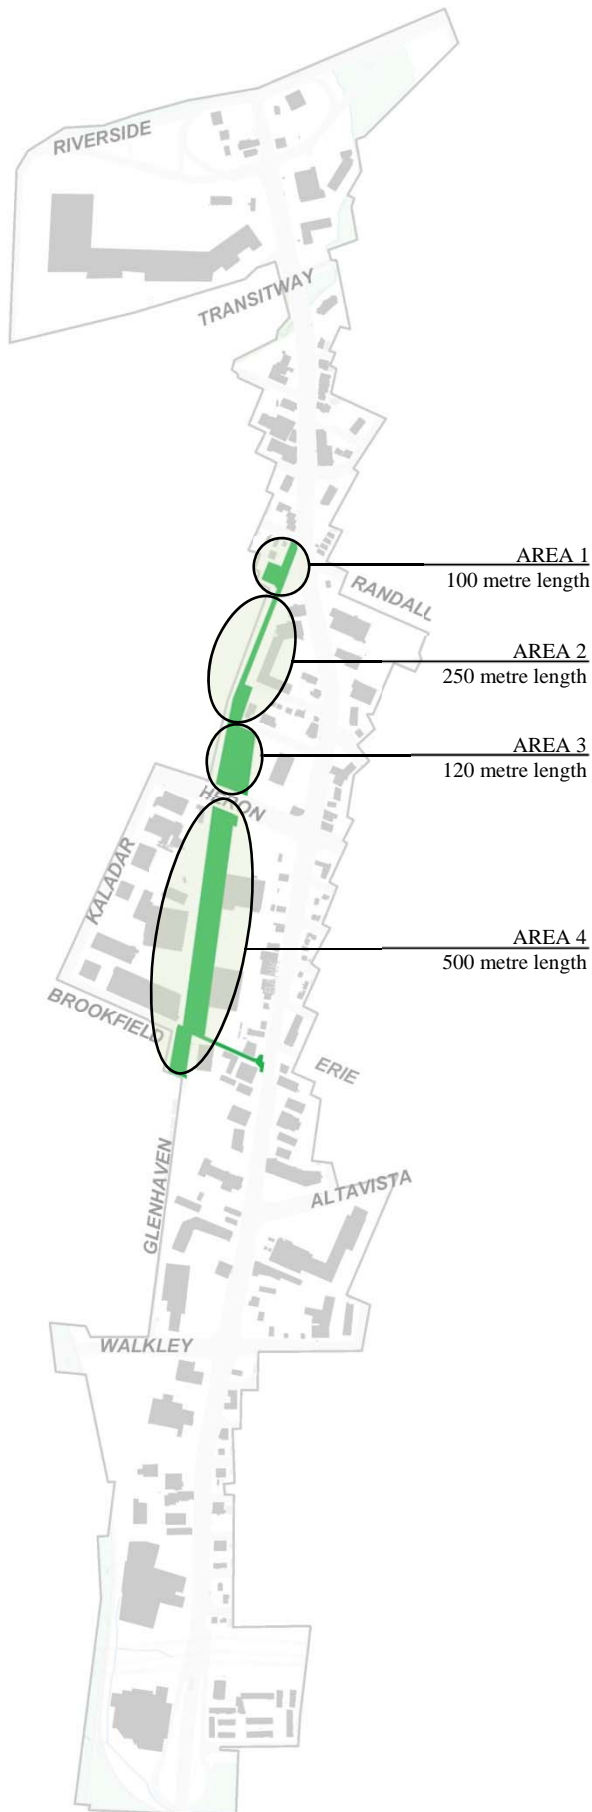 RIVERSIDE
TRANSITWAY
AREA 1
100 metre length
RANDALL
AREA 2
250 metre length
AREA 3
120 metre length
HERON
KALADAR
AREA 4
500 metre length
BROOKFIELD
ERIE
GLENHAVEN
ALTAVISTA
WALKLEY